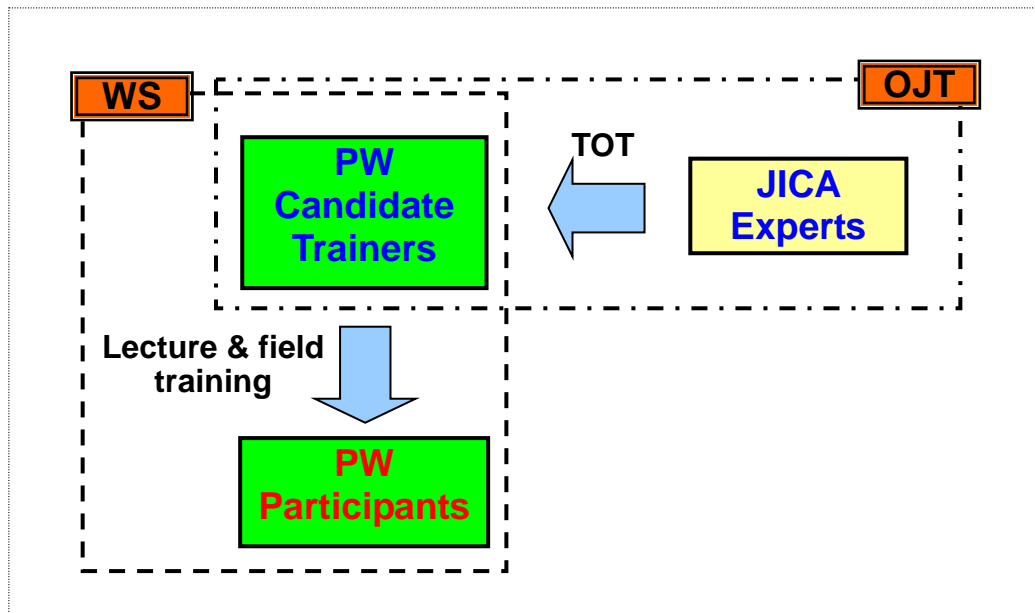 WS
OJT
TOT
PW
Candidate
Trainers
JICA
Experts
Lecture & field
training
PW
Participants